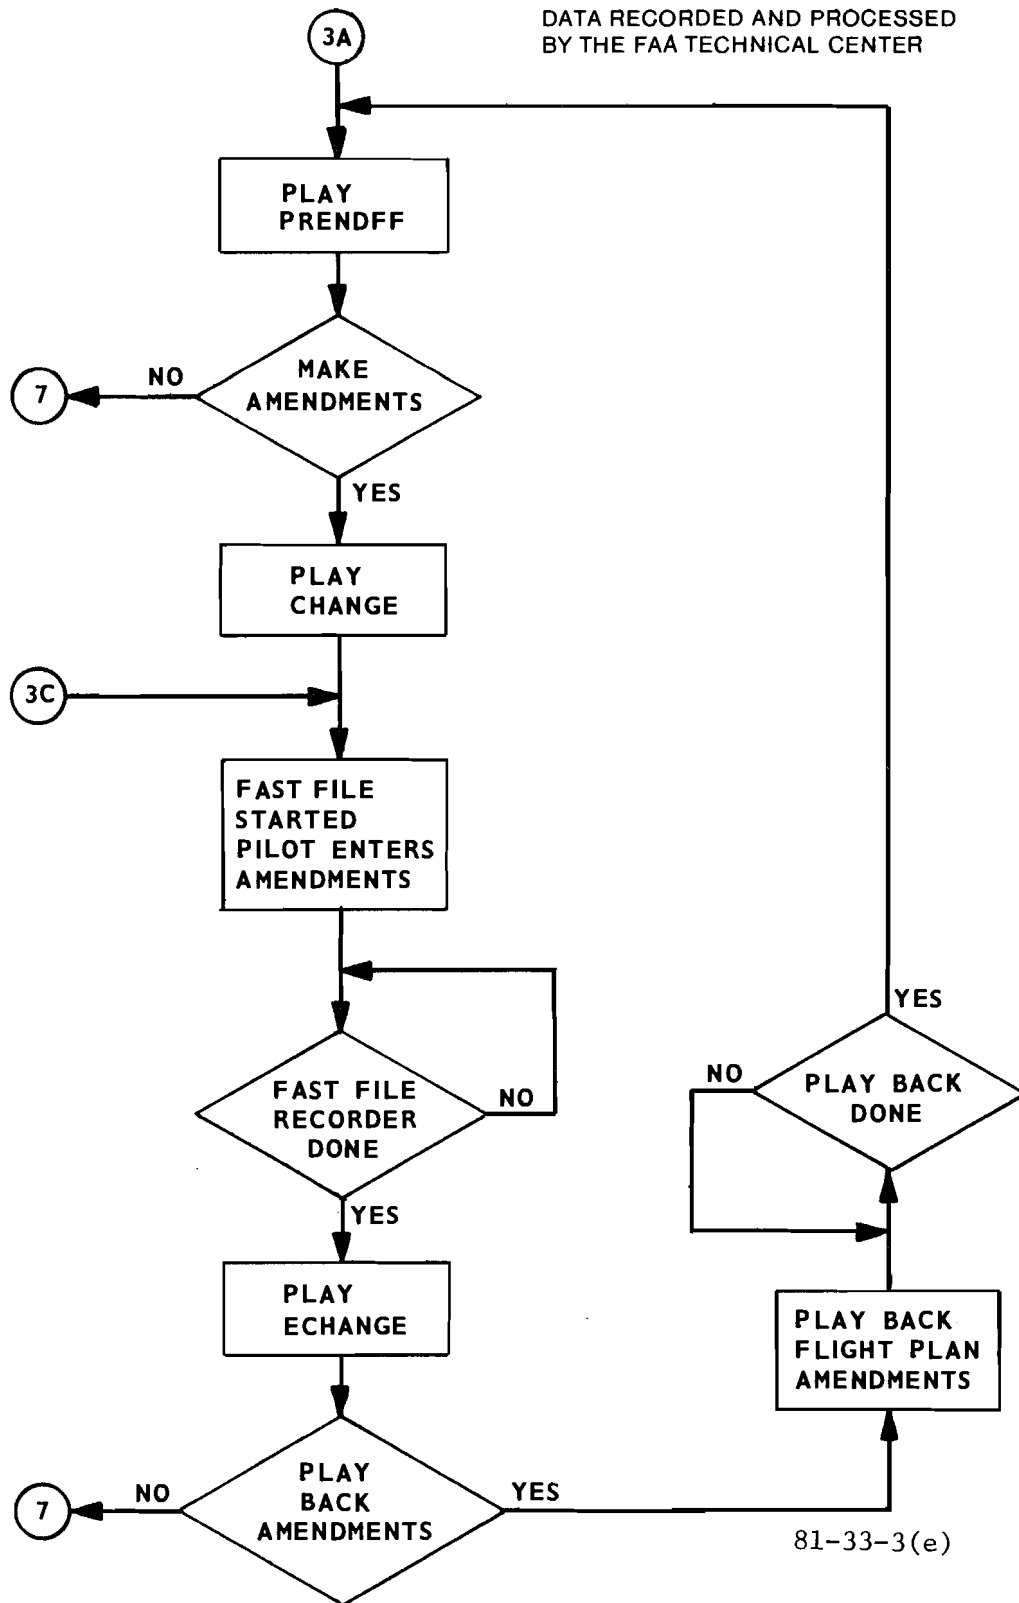 3A
DATA RECORDED AND PROCESSED
BY THE FAA TECHNICAL CENTER
PLAY
PRENDFF
MAKE
AMENDMENTS
NO
7
YES
PLAY
CHANGE
3C
FAST FILE
STARTED
PILOT ENTERS
AMENDMENTS
FAST FILE
RECORDER
DONE
NO
YES
PLAY
ECHANGE
PLAY
BACK
AMENDMENTS
NO
7
YES
PLAY BACK
FLIGHT PLAN
AMENDMENTS
PLAY BACK
DONE
NO
YES
81-33-3(e)